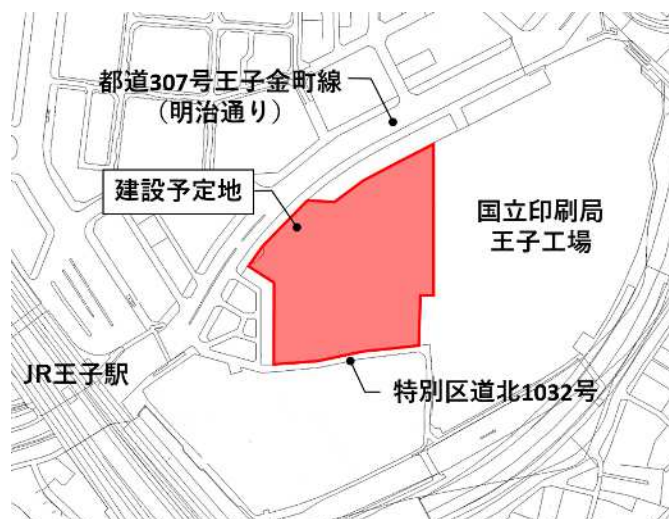 都道307号王子金町線
（明治通り）
建設予定地
国立印刷局
王子工場
JR王子駅
特別区道北1032号